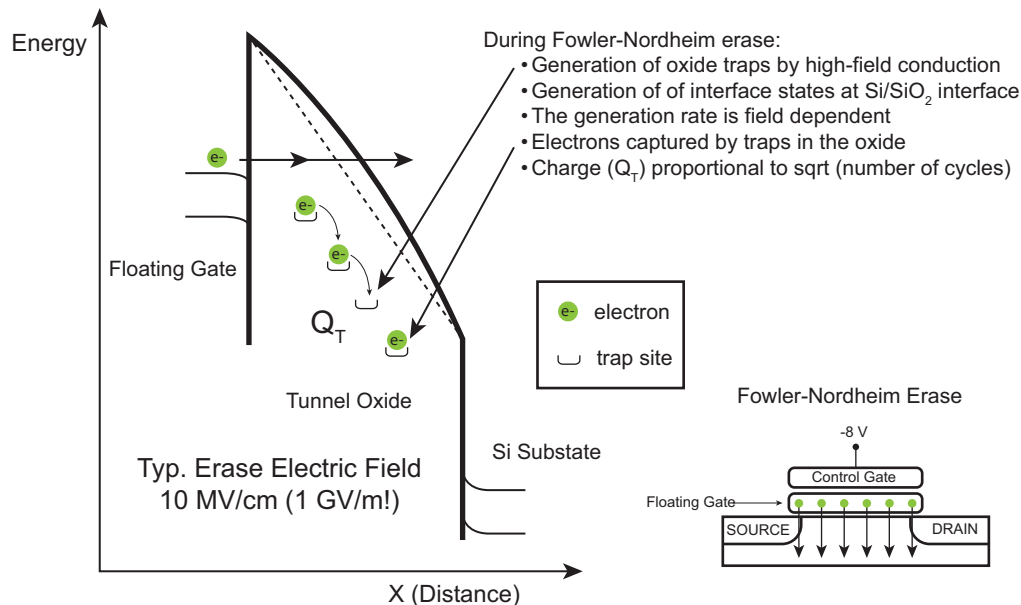 Energy
During Fowler-Nordheim erase:
• Generation of oxide traps by high-field conduction
• Generation of of interface states at Si/SiO₂ interface
• The generation rate is field dependent
• Electrons captured by traps in the oxide
• Charge (Q_T) proportional to sqrt (number of cycles)
e-
e-
e-
Floating Gate
Q_T
e-
e- electron
trap site
Tunnel Oxide
Si Substate
Typ. Erase Electric Field
10 MV/cm (1 GV/m!)
X (Distance)
Fowler-Nordheim Erase
-8 V
Control Gate
Floating Gate
SOURCE
DRAIN